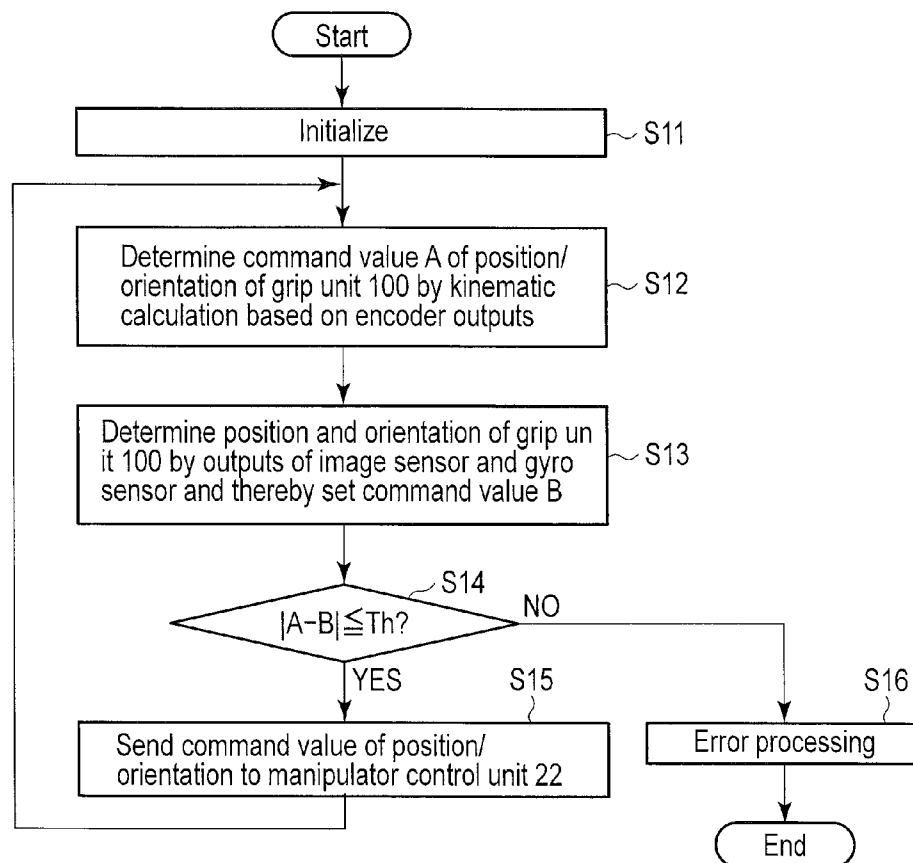 Start
Initialize
S11
Determine command value A of position/
orientation of grip unit 100 by kinematic
calculation based on encoder outputs
S12
Determine position and orientation of grip un
it 100 by outputs of image sensor and gyro
sensor and thereby set command value B
S13
S14
|A−B|≦Th?
NO
YES
S15
Send command value of position/
orientation to manipulator control unit 22
S16
Error processing
End